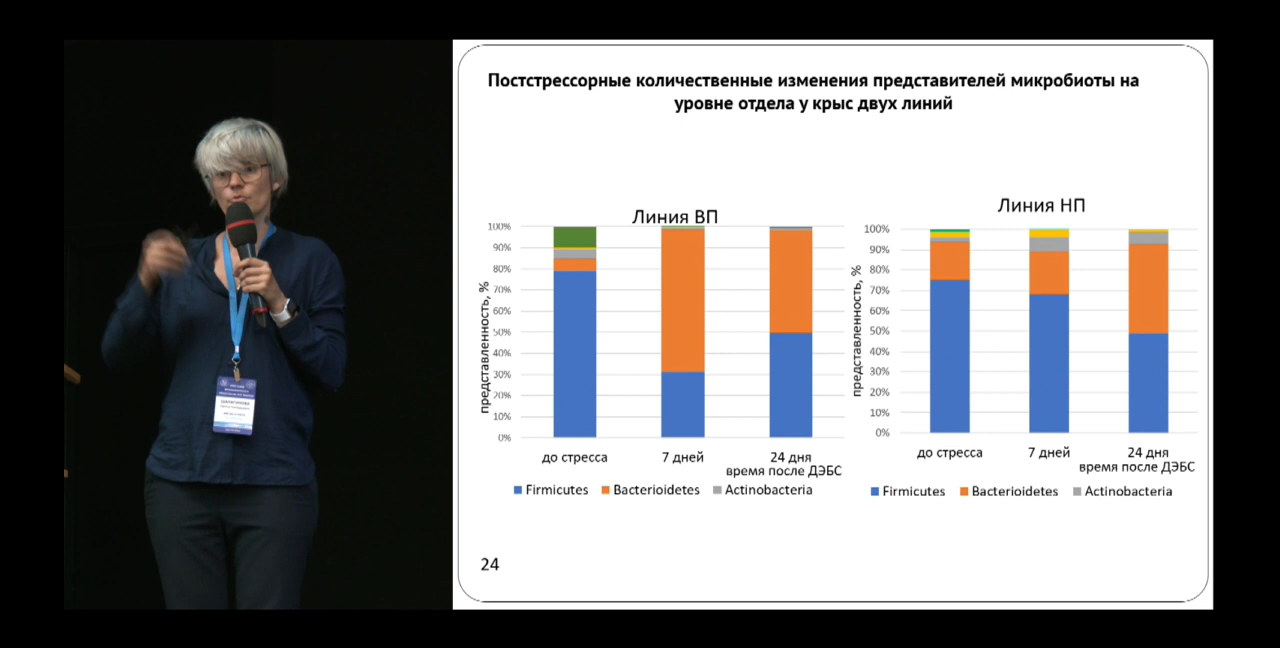 Постстрессорные количественные изменения представителей микробиоты на
уровне отдела у крыс двух линий
Линия ВП
представленность, %
100%
90%
80%
70%
60%
50%
40%
30%
20%
10%
0%
до стресса
7 дней
24 дня
время после ДЭБС
Firmicutes
Bacterioidetes
Actinobacteria
Линия НП
представленность, %
100%
90%
80%
70%
60%
50%
40%
30%
20%
10%
0%
до стресса
7 дней
24 дня
время после ДЭБС
Firmicutes
Bacterioidetes
Actinobacteria
24